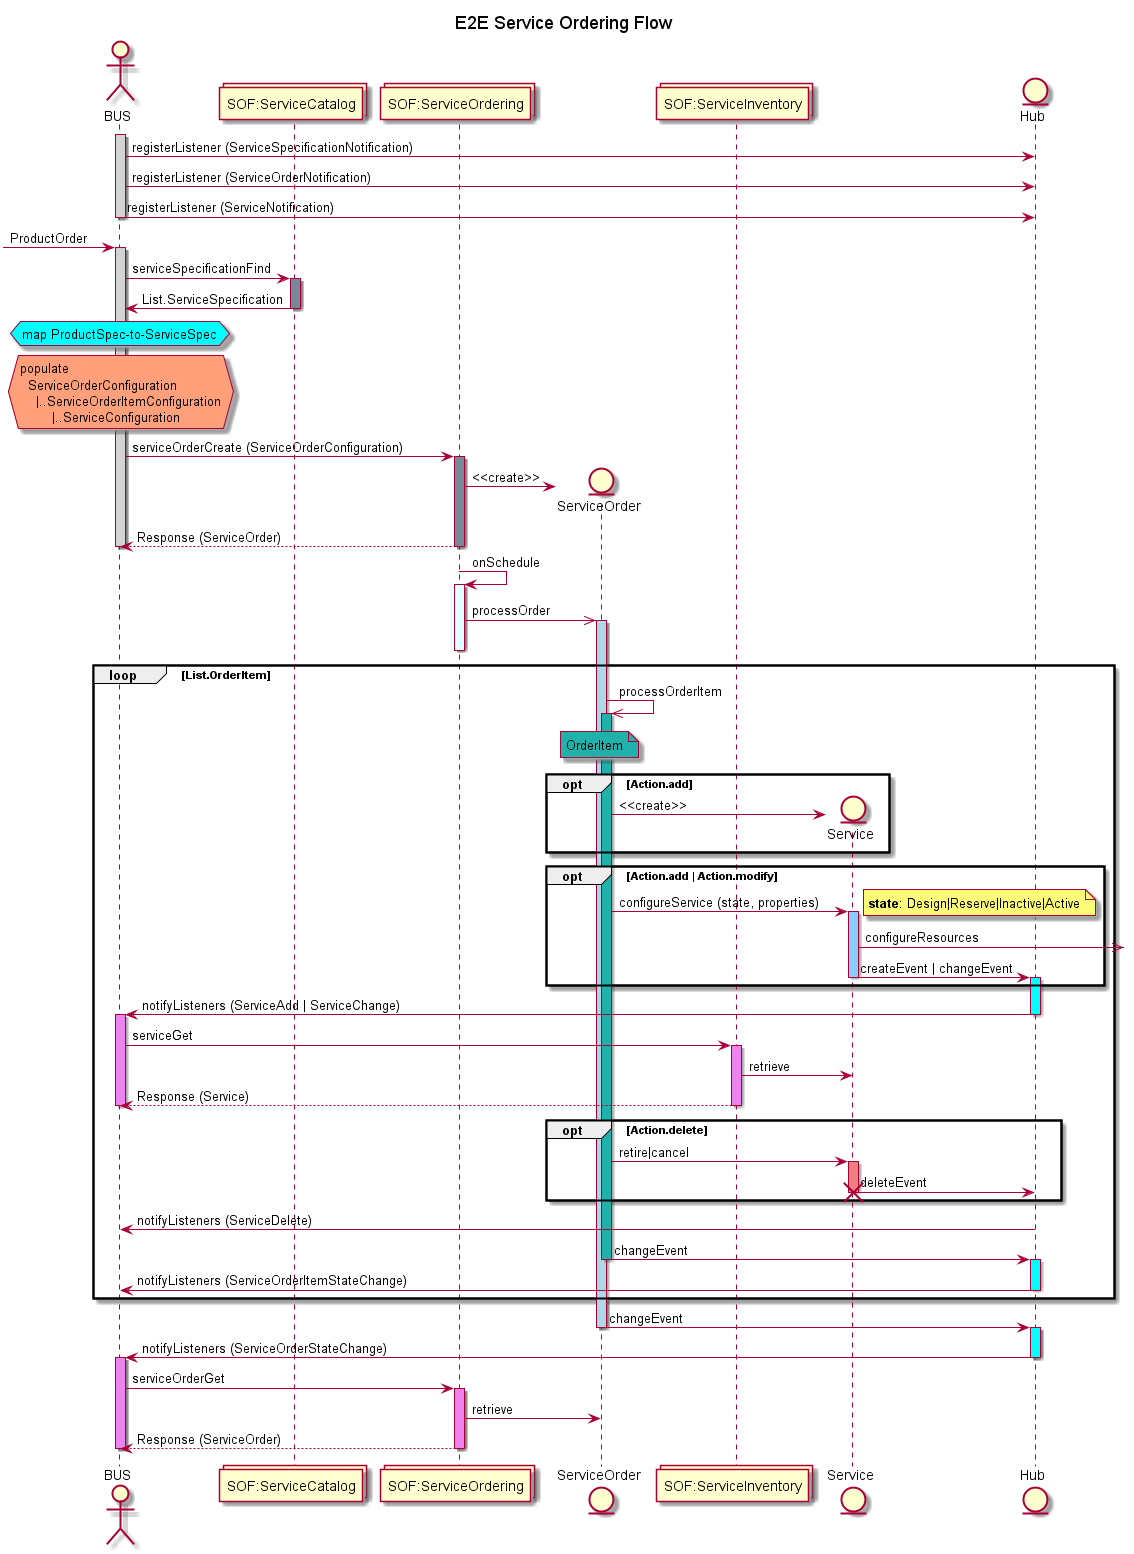 E2E Service Ordering Flow
BUS
SOF:ServiceCatalog
SOF:ServiceOrdering
SOF:ServiceInventory
Hub
registerListener (ServiceSpecificationNotification)
registerListener (ServiceOrderNotification)
registerListener (ServiceNotification)
ProductOrder
serviceSpecificationFind
List.ServiceSpecification
map ProductSpec-to-ServiceSpec
populate
ServiceOrderConfiguration
|..ServiceOrderItemConfiguration
|..ServiceConfiguration
serviceOrderCreate (ServiceOrderConfiguration)
<<create>>
ServiceOrder
Response (ServiceOrder)
onSchedule
processOrder
loop [List.OrderItem]
processOrderItem
OrderItem
opt [Action.add]
<<create>>
Service
opt [Action.add | Action.modify]
configureService (state, properties)
state: Design|Reserve|Inactive|Active
configureResources
createEvent | changeEvent
notifyListeners (ServiceAdd | ServiceChange)
serviceGet
retrieve
Response (Service)
opt [Action.delete]
retire|cancel
deleteEvent
notifyListeners (ServiceDelete)
changeEvent
notifyListeners (ServiceOrderItemStateChange)
changeEvent
notifyListeners (ServiceOrderStateChange)
serviceOrderGet
retrieve
Response (ServiceOrder)
BUS
SOF:ServiceCatalog
SOF:ServiceOrdering
ServiceOrder
SOF:ServiceInventory
Service
Hub